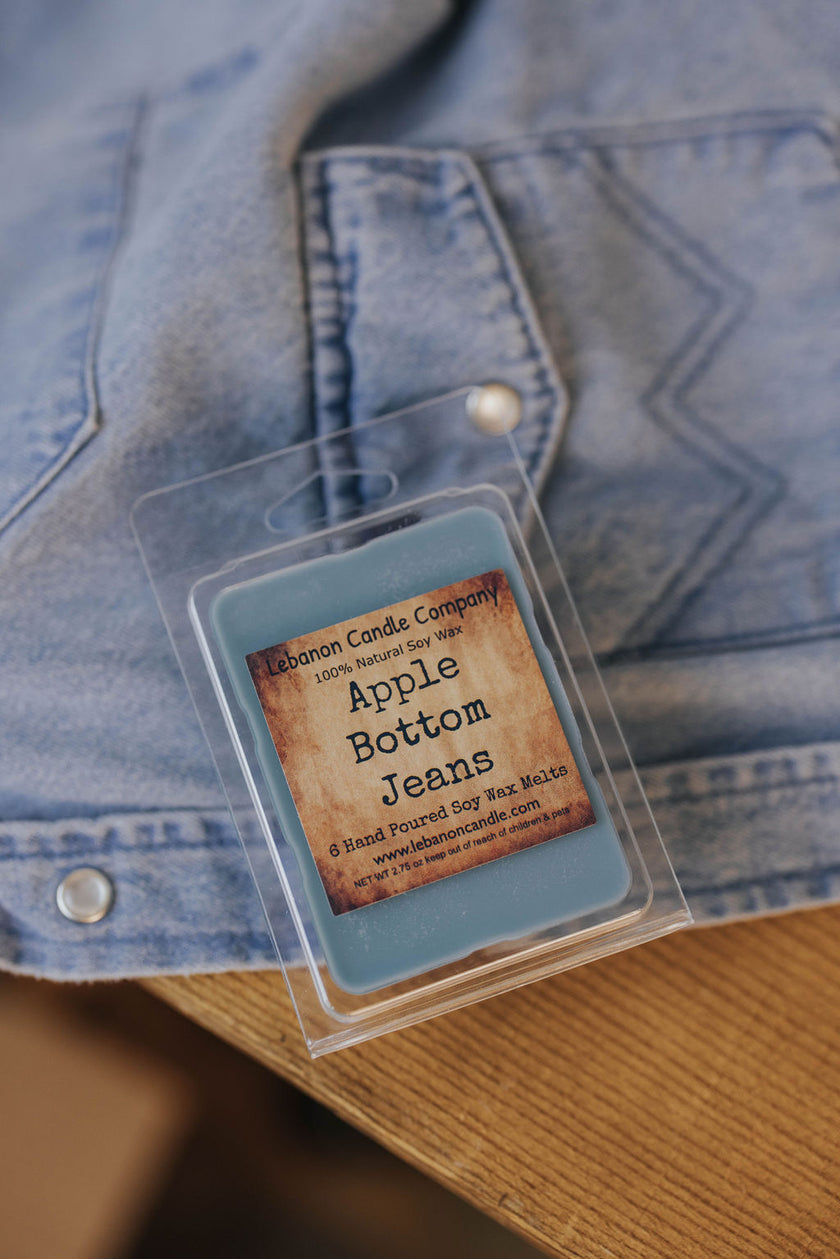 Lebanon Candle Company
100% Natural Soy Wax
Apple
Bottom
Jeans
6 Hand Poured Soy Wax Melts
www.lebanoncandle.com
NET WT 2.75 oz keep out of reach of children & pets